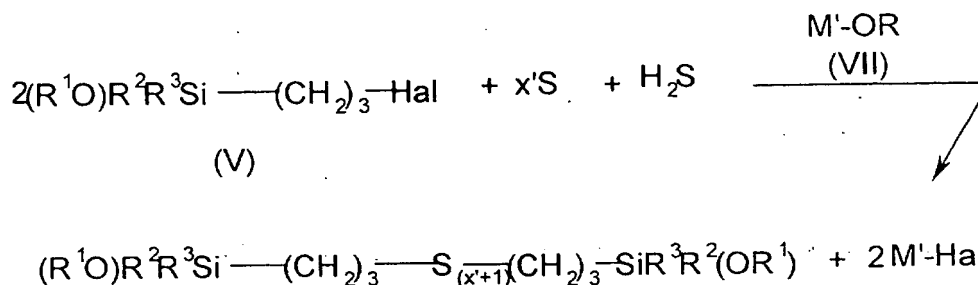 M'-OR
(VII)
2(R¹O)R²R³Si—(CH₂)₃—Hal + x'S + H₂S
(V)
(R¹O)R²R³Si—(CH₂)₃—S₍ₓ'₊₁₎(CH₂)₃—SiR³R²(OR¹) + 2M'-Ha